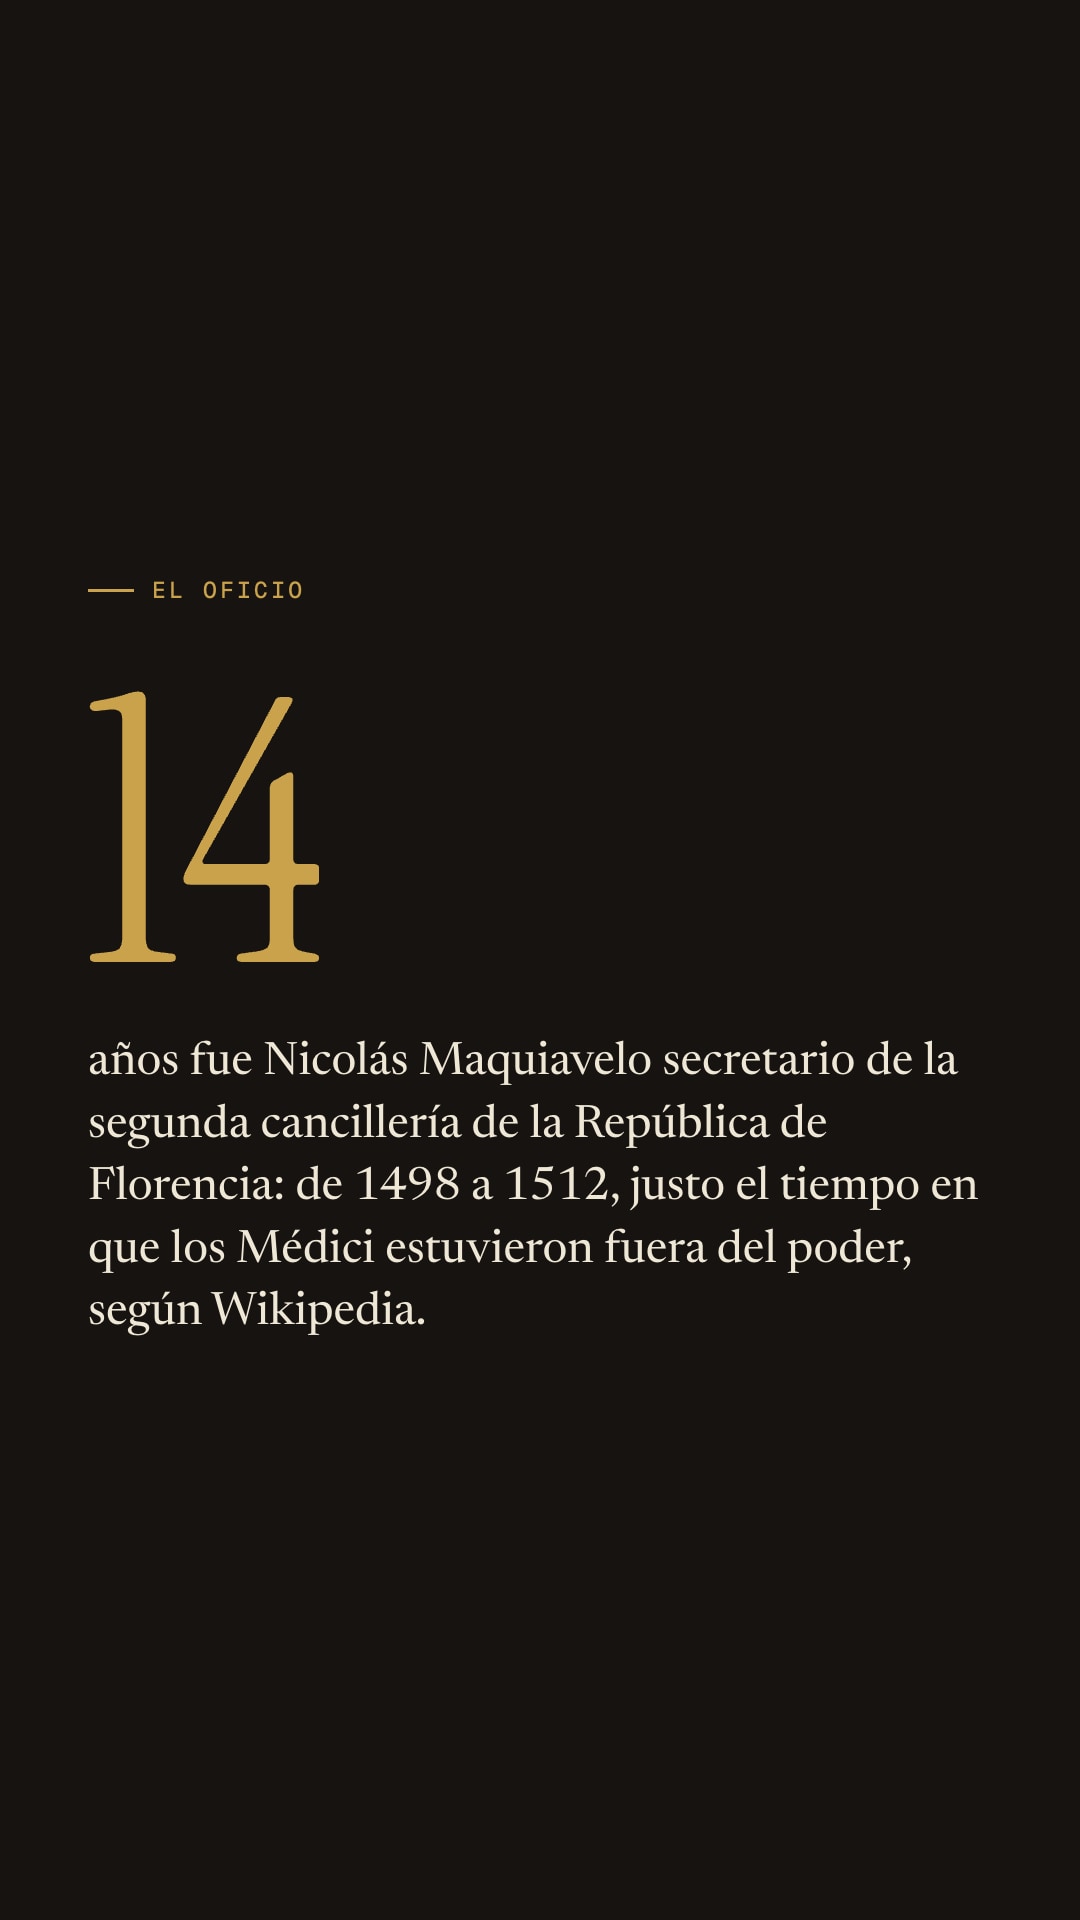 EL OFICIO
14
años fue Nicolás Maquiavelo secretario de la
segunda cancillería de la República de
Florencia: de 1498 a 1512, justo el tiempo en
que los Médici estuvieron fuera del poder,
según Wikipedia.